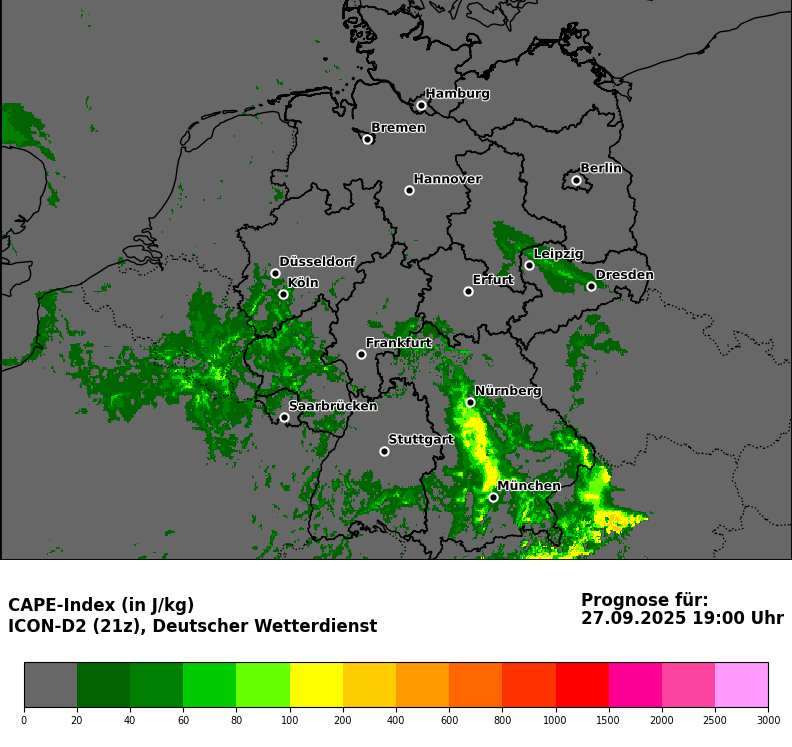 Hamburg
Bremen
Hannover
Berlin
Leipzig
Düsseldorf
Köln
Erfurt
Dresden
Frankfurt
Nürnberg
Saarbrücken
Stuttgart
München
CAPE-Index (in J/kg)
ICON-D2 (21z), Deutscher Wetterdienst
Prognose für:
27.09.2025 19:00 Uhr
0 20 40 60 80 100 200 400 600 800 1000 1500 2000 2500 3000